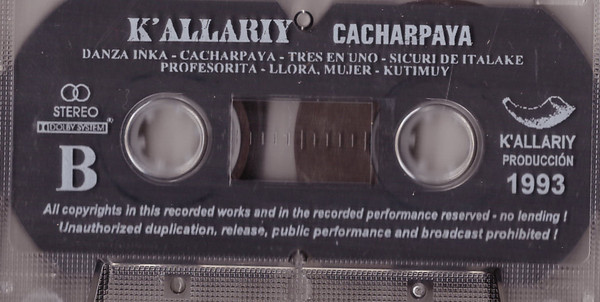 K'ALLARIY CACHARPAYA
DANZA INKA - CACHARPAYA - TRES EN UNO - SICURI DE ITALAKE
PROFESORITA - LLORA, MUJER - KUTIMUY
STEREO
DOLBY SYSTEM
B
K'ALLARIY
PRODUCCIÓN
1993
All copyrights in this recorded works and in the recorded performance reserved - no lending !
Unauthorized duplication, release, public performance and broadcast prohibited !